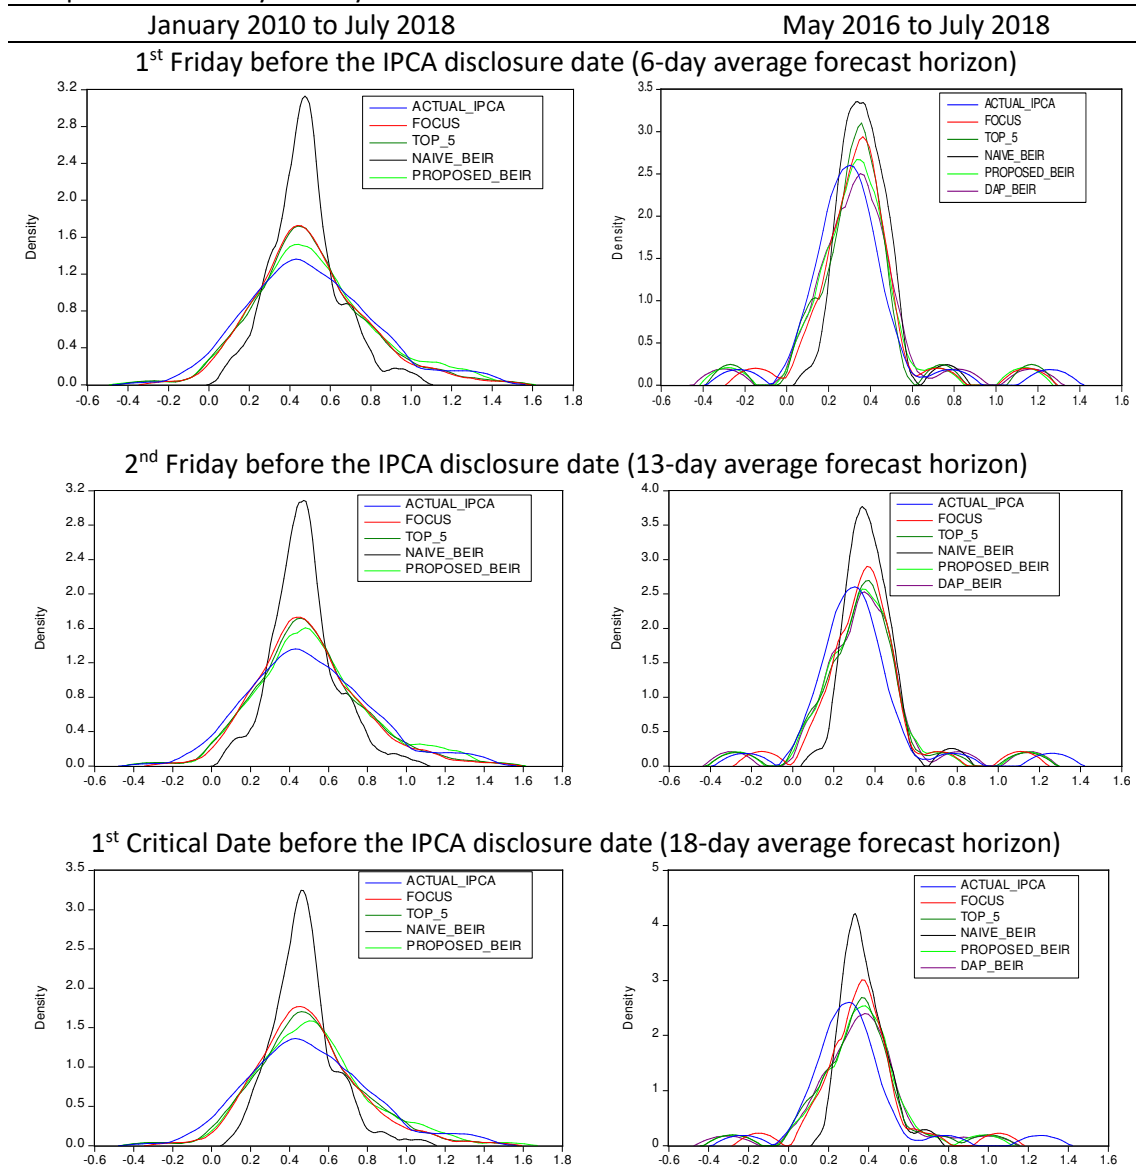 January 2010 to July 2018 May 2016 to July 2018
1st Friday before the IPCA disclosure date (6-day average forecast horizon)
3.2
2.8
2.4
2.0
1.6
1.2
0.8
0.4
0.0
Density
ACTUAL_IPCA
FOCUS
TOP_5
NAIVE_BEIR
PROPOSED_BEIR
-0.6 -0.4 -0.2 0.0 0.2 0.4 0.6 0.8 1.0 1.2 1.4 1.6 1.8
3.5
3.0
2.5
2.0
1.5
1.0
0.5
0.0
Density
ACTUAL_IPCA
FOCUS
TOP_5
NAIVE_BEIR
PROPOSED_BEIR
DAP_BEIR
-0.6 -0.4 -0.2 0.0 0.2 0.4 0.6 0.8 1.0 1.2 1.4 1.6
2nd Friday before the IPCA disclosure date (13-day average forecast horizon)
3.2
2.8
2.4
2.0
1.6
1.2
0.8
0.4
0.0
Density
ACTUAL_IPCA
FOCUS
TOP_5
NAIVE_BEIR
PROPOSED_BEIR
-0.6 -0.4 -0.2 0.0 0.2 0.4 0.6 0.8 1.0 1.2 1.4 1.6 1.8
4.0
3.5
3.0
2.5
2.0
1.5
1.0
0.5
0.0
Density
ACTUAL_IPCA
FOCUS
TOP_5
NAIVE_BEIR
PROPOSED_BEIR
DAP_BEIR
-0.6 -0.4 -0.2 0.0 0.2 0.4 0.6 0.8 1.0 1.2 1.4 1.6
1st Critical Date before the IPCA disclosure date (18-day average forecast horizon)
3.5
3.0
2.5
2.0
1.5
1.0
0.5
0.0
Density
ACTUAL_IPCA
FOCUS
TOP_5
NAIVE_BEIR
PROPOSED_BEIR
-0.6 -0.4 -0.2 0.0 0.2 0.4 0.6 0.8 1.0 1.2 1.4 1.6 1.8
5
4
3
2
1
0
Density
ACTUAL_IPCA
FOCUS
TOP_5
NAIVE_BEIR
PROPOSED_BEIR
DAP_BEIR
-0.6 -0.4 -0.2 0.0 0.2 0.4 0.6 0.8 1.0 1.2 1.4 1.6